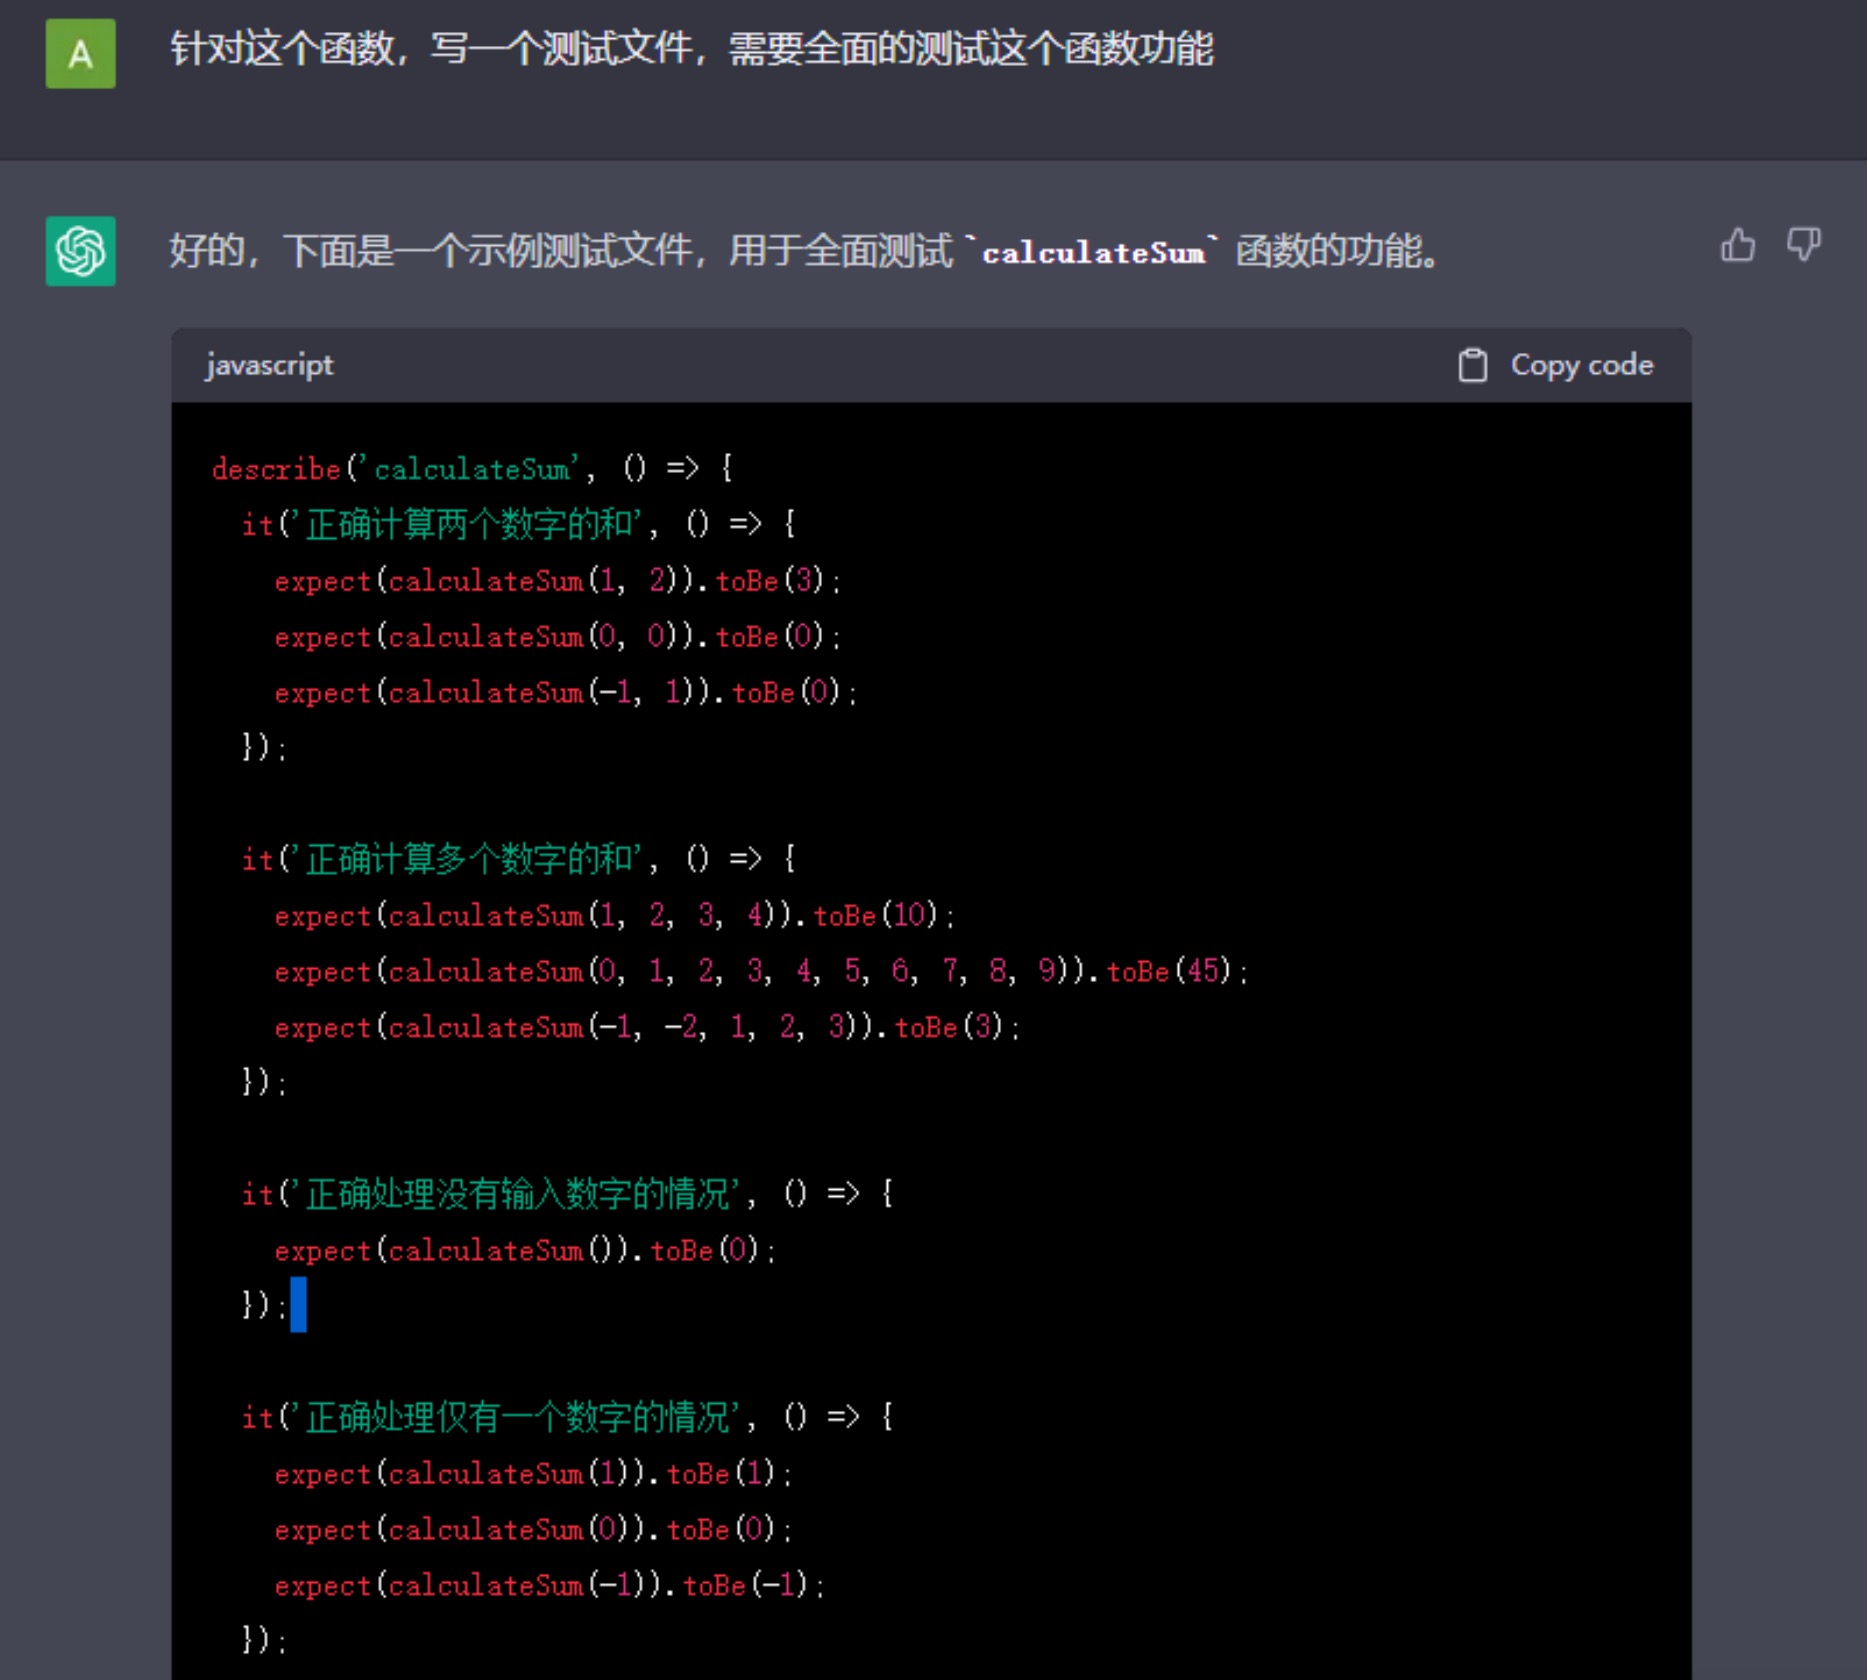 A
针对这个函数，写一个测试文件，需要全面的测试这个函数功能
好的，下面是一个示例测试文件，用于全面测试 `calculateSum` 函数的功能。
javascript
Copy code
describe('calculateSum', () => {
it('正确计算两个数字的和', () => {
expect(calculateSum(1, 2)).toBe(3);
expect(calculateSum(0, 0)).toBe(0);
expect(calculateSum(-1, 1)).toBe(0);
});
it('正确计算多个数字的和', () => {
expect(calculateSum(1, 2, 3, 4)).toBe(10);
expect(calculateSum(0, 1, 2, 3, 4, 5, 6, 7, 8, 9)).toBe(45);
expect(calculateSum(-1, -2, 1, 2, 3)).toBe(3);
});
it('正确处理没有输入数字的情况', () => {
expect(calculateSum()).toBe(0);
});
it('正确处理仅有一个数字的情况', () => {
expect(calculateSum(1)).toBe(1);
expect(calculateSum(0)).toBe(0);
expect(calculateSum(-1)).toBe(-1);
});